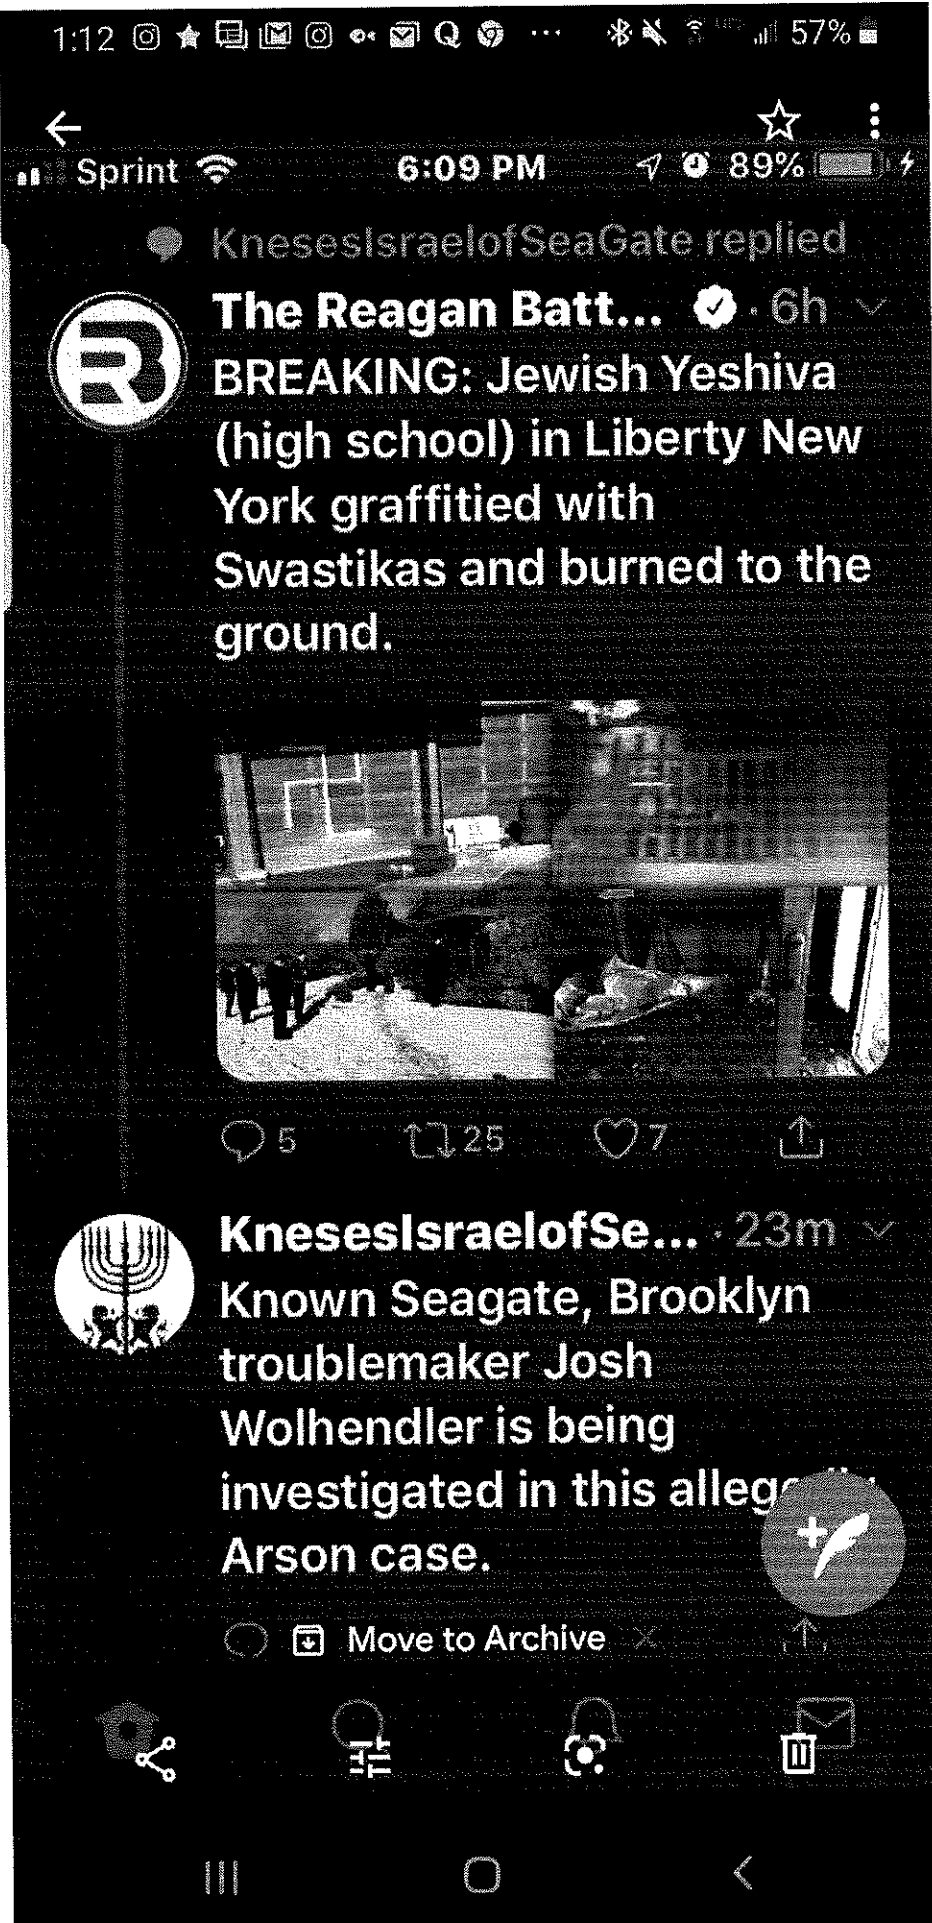 1:12 57%
Sprint 6:09 PM 89%
KnesesIsraelofSeaGate replied
The Reagan Batt... · 6h
BREAKING: Jewish Yeshiva
(high school) in Liberty New
York graffitied with
Swastikas and burned to the
ground.
5 25 7
KnesesIsraelofSe... · 23m
Known Seagate, Brooklyn
troublemaker Josh
Wolhendler is being
investigated in this
Arson case.
Move to Archive